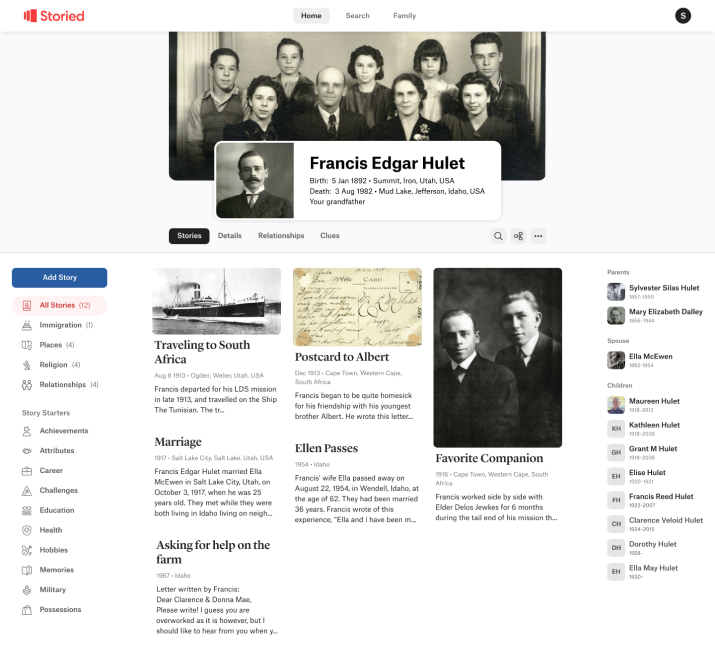 Storied
Home
Search
Family
S
Francis Edgar Hulet
Birth: 5 Jan 1892 • Summit, Iron, Utah, USA
Death: 3 Aug 1982 • Mud Lake, Jefferson, Idaho, USA
Your grandfather
Stories
Details
Relationships
Clues
Add Story
All Stories (12)
Immigration (1)
Places (4)
Religion (4)
Relationships (4)
Story Starters
Achievements
Attributes
Career
Challenges
Education
Health
Hobbies
Memories
Military
Possessions
Traveling to South
Africa
Aug 8 1913 • Ogden, Weber, Utah, USA
Francis departed for his LDS mission
in late 1913, and travelled on the Ship
The Tunisian. The tr...
Marriage
1917 • Salt Lake City, Salt Lake, Utah, USA
Francis Edgar Hulet married Ella
McEwen in Salt Lake City, Utah, on
October 3, 1917, when he was 25
years old. They met while they were
both living in Idaho living on neigh...
Asking for help on the
farm
1967 • Idaho
Letter written by Francis:
Dear Clarance & Donna Mae,
Please write! I guess you are
overworked as it is however, but I
should like to hear from you when y...
CARD
Postcard to Albert
Dec 1913 • Cape Town, Western Cape,
South Africa
Francis began to be quite homesick
for his friendship with his youngest
brother Albert. He wrote this letter...
Ellen Passes
1954 • Idaho
Francis' wife Ella passed away on
August 22, 1954, in Wendell, Idaho, at
the age of 62. They had been married
36 years. Francis wrote of this
experience, "Ella and I have been m...
Favorite Companion
1916 • Cape Town, Western Cape, South
Africa
Francis worked side by side with
Elder Delos Jewkes for 6 months
during the tail end of his mission th...
Parents
Sylvester Silas Hulet
1857-1950
Mary Elizabeth Dalley
1856-1944
Spouse
Ella McEwen
1892-1954
Children
Maureen Hulet
1918-2012
KH
Kathleen Hulet
1918-2006
GH
Grant M Hulet
1918-2006
EH
Elise Hulet
1920-1921
FH
Francis Reed Hulet
1922-2007
CH
Clarance Veloid Hulet
1924-2015
DH
Dorothy Hulet
1928-
EH
Ella May Hulet
1930-